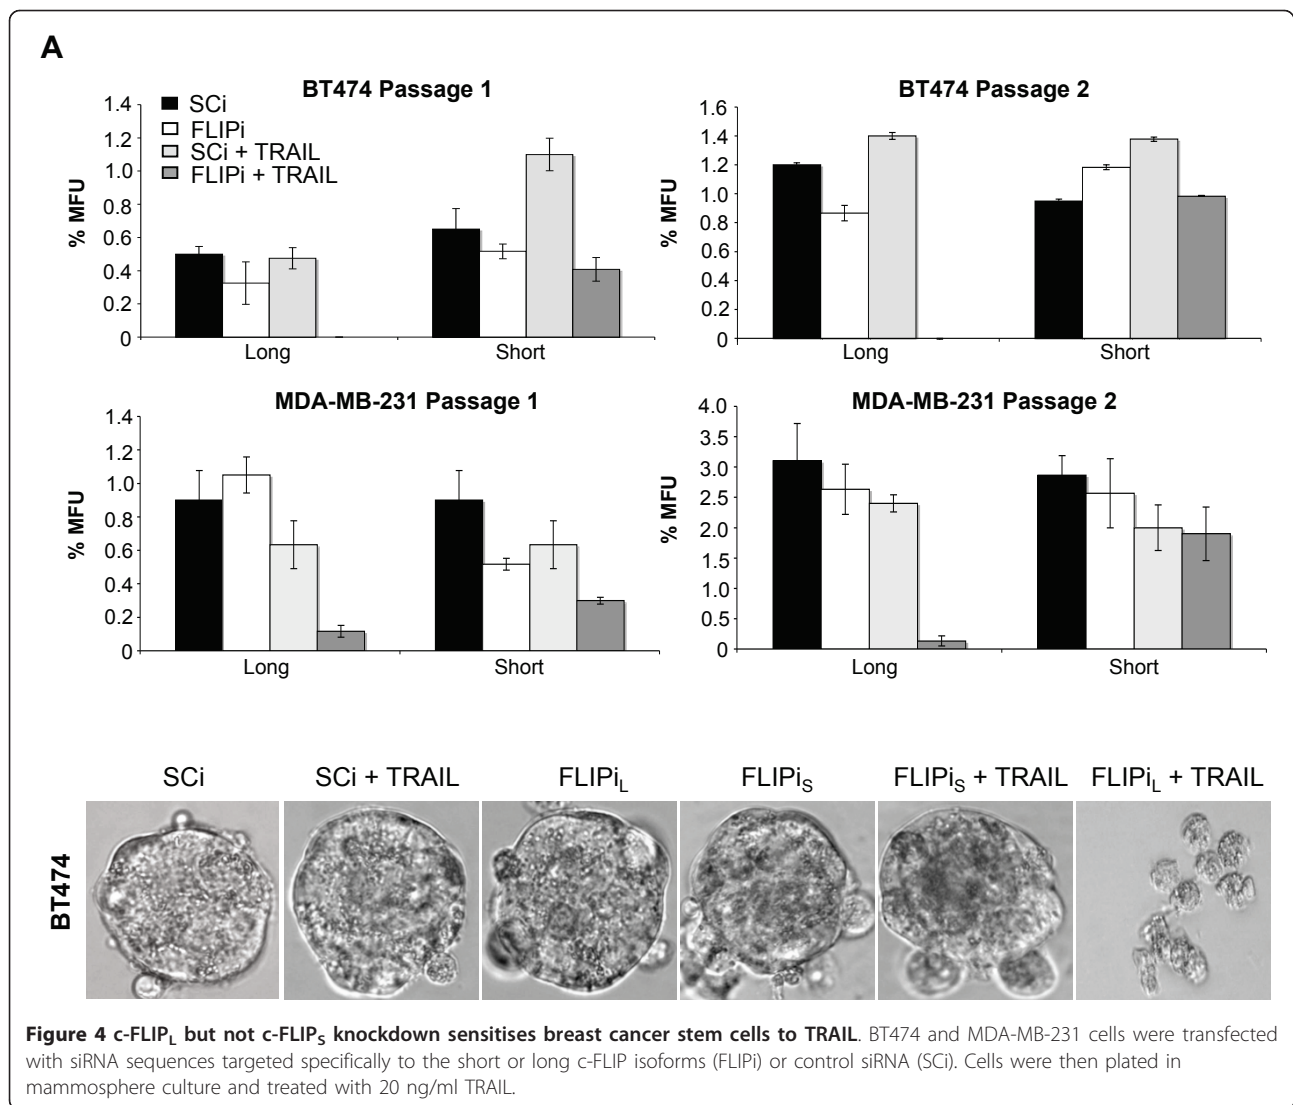 A
BT474 Passage 1
SCi
FLIPi
SCi + TRAIL
FLIPi + TRAIL
% MFU
1.4
1.2
1.0
0.8
0.6
0.4
0.2
0
Long
Short
BT474 Passage 2
% MFU
1.6
1.4
1.2
1.0
0.8
0.6
0.4
0.2
0
Long
Short
MDA-MB-231 Passage 1
% MFU
1.4
1.2
1.0
0.8
0.6
0.4
0.2
0
Long
Short
MDA-MB-231 Passage 2
% MFU
4.0
3.5
3.0
2.5
2.0
1.5
1.0
0.5
0
Long
Short
SCi
SCi + TRAIL
FLIPiL
FLIPiS
FLIPiS + TRAIL
FLIPiL + TRAIL
BT474
Figure 4 c-FLIPL but not c-FLIPS knockdown sensitises breast cancer stem cells to TRAIL. BT474 and MDA-MB-231 cells were transfected
with siRNA sequences targeted specifically to the short or long c-FLIP isoforms (FLIPi) or control siRNA (SCi). Cells were then plated in
mammosphere culture and treated with 20 ng/ml TRAIL.